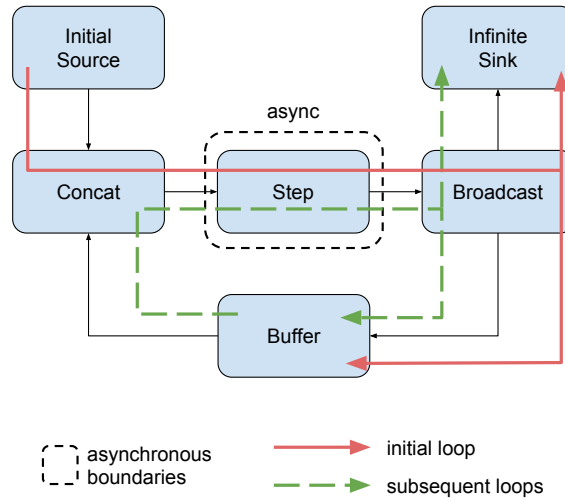 Initial
Source
Infinite
Sink
async
Concat
Step
Broadcast
Buffer
asynchronous
boundaries
initial loop
subsequent loops